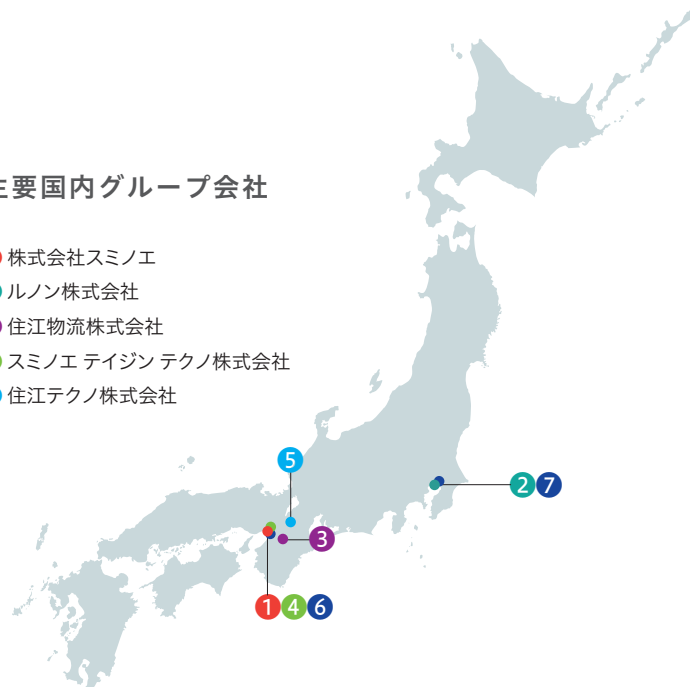 主要国内グループ会社
株式会社スミノエ
ルノン株式会社
住江物流株式会社
スミノエ テイジン テクノ株式会社
住江テクノ株式会社
5
2 7
3
1 4 6